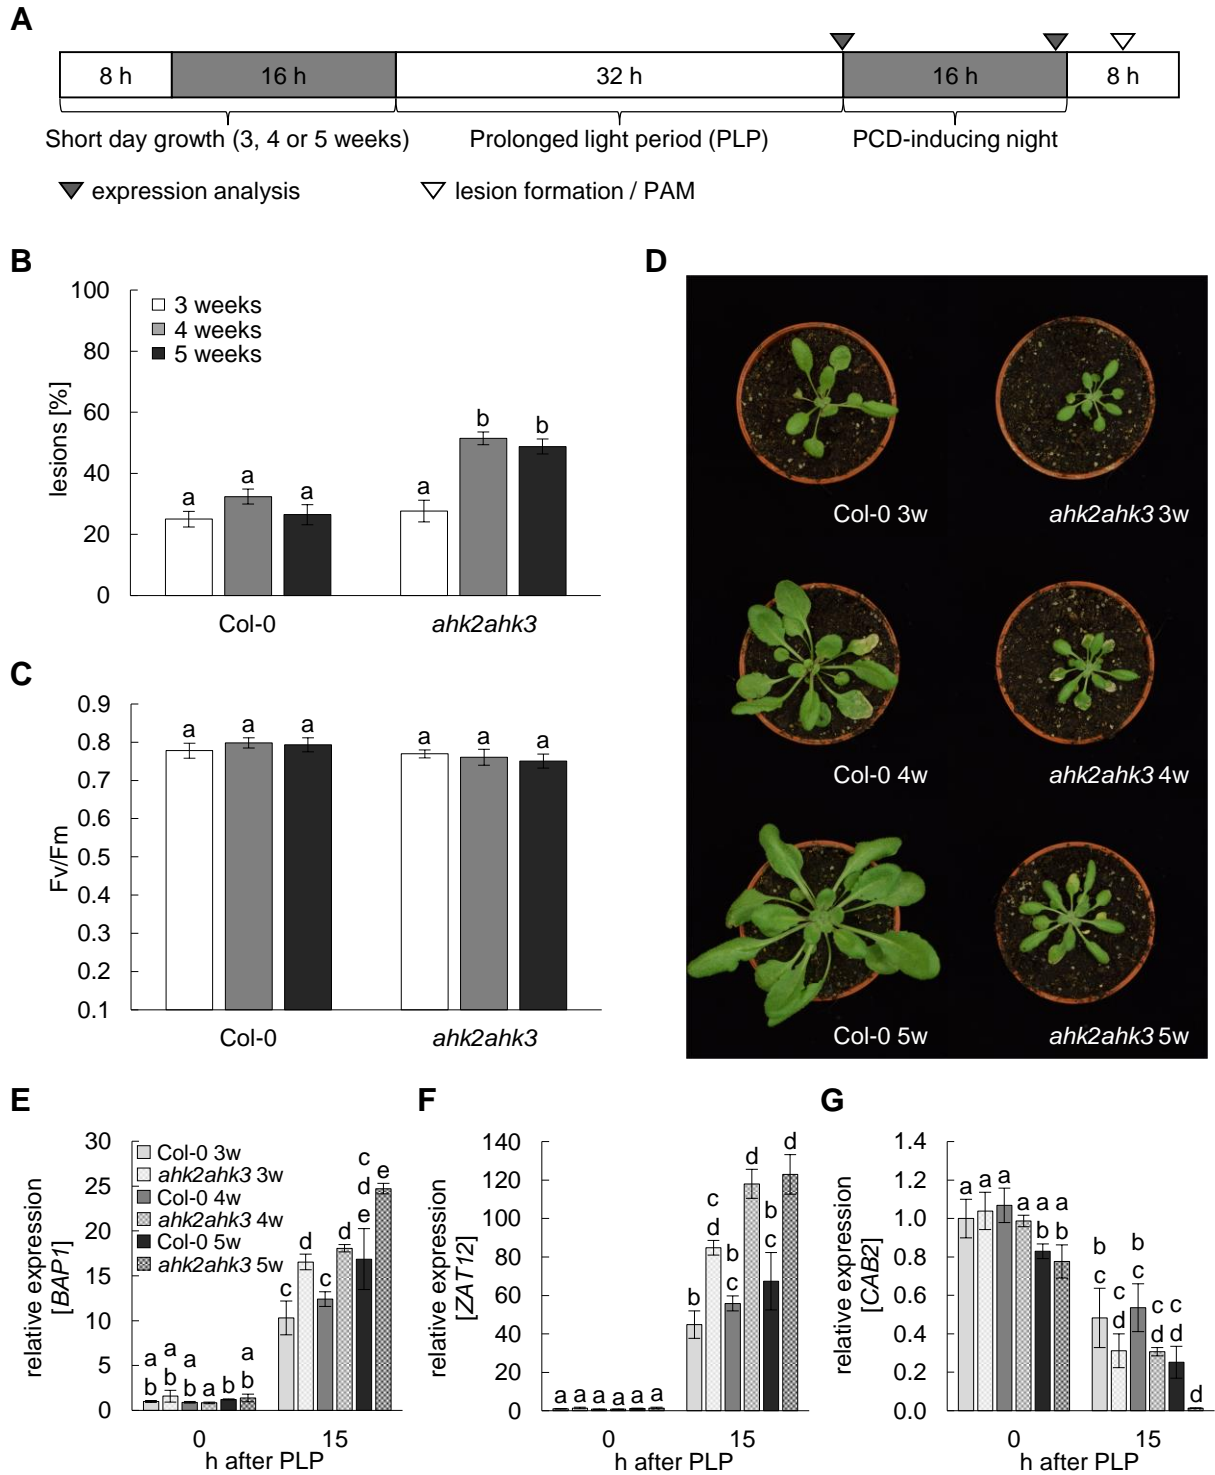 A
8 h
16 h
32 h
16 h
8 h
Short day growth (3, 4 or 5 weeks)
Prolonged light period (PLP)
PCD-inducing night
expression analysis
lesion formation / PAM
B
lesions [%]
100
80
60
40
20
0
3 weeks
4 weeks
5 weeks
a
a
a
a
b
b
Col-0
ahk2ahk3
C
Fv/Fm
0.9
0.8
0.7
0.6
0.5
0.4
0.3
0.2
0.1
a
a
a
a
a
a
Col-0
ahk2ahk3
D
Col-0 3w
ahk2ahk3 3w
Col-0 4w
ahk2ahk3 4w
Col-0 5w
ahk2ahk3 5w
E
relative expression
[BAP1]
30
25
20
15
10
5
0
Col-0 3w
ahk2ahk3 3w
Col-0 4w
ahk2ahk3 4w
Col-0 5w
ahk2ahk3 5w
a
b
a
b
a
b
a
b
a
b
c
d
c
d
c
d
e
e
0
15
h after PLP
F
relative expression
[ZAT12]
140
120
100
80
60
40
20
0
a a a a a a
b
c
d
b
c
d
b
c
d
0
15
h after PLP
G
relative expression
[CAB2]
1.4
1.2
1.0
0.8
0.6
0.4
0.2
0.0
a
a
a
a
a
b
a
b
b
c
c
d
b
c
c
d
c
d
d
0
15
h after PLP